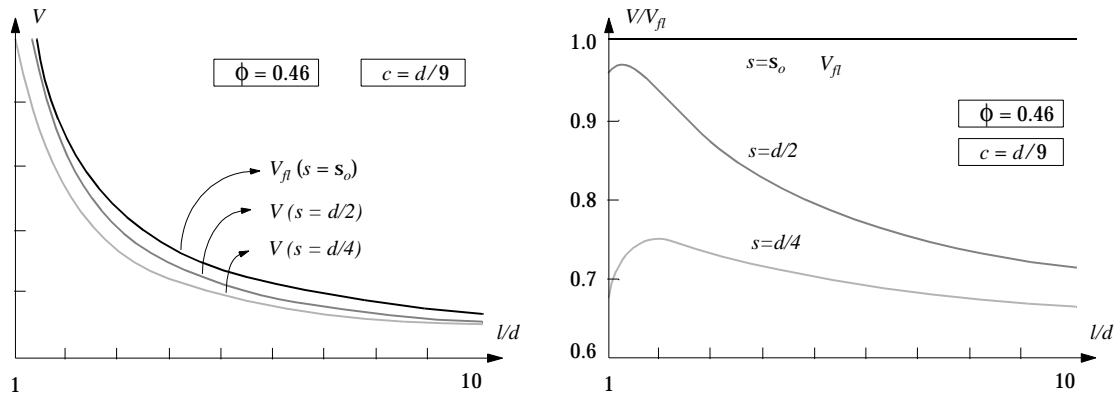 V
ϕ = 0.46
c = d/9
V_fl (s = s_o)
V (s = d/2)
V (s = d/4)
l/d
1
10
V/V_fl
1.0
s=s_o V_fl
0.9
ϕ = 0.46
s=d/2
c = d/9
0.8
s=d/4
0.7
l/d
0.6
1
10